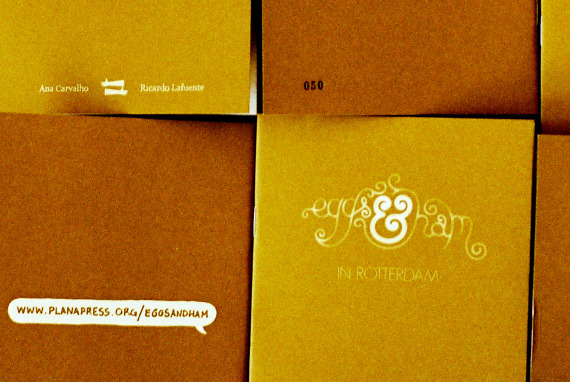 Ana Carvalho
Ricardo Lafuente
050
WWW.PLANAPRESS.ORG/EGGSANDHAM
eggs & ham
IN ROTTERDAM